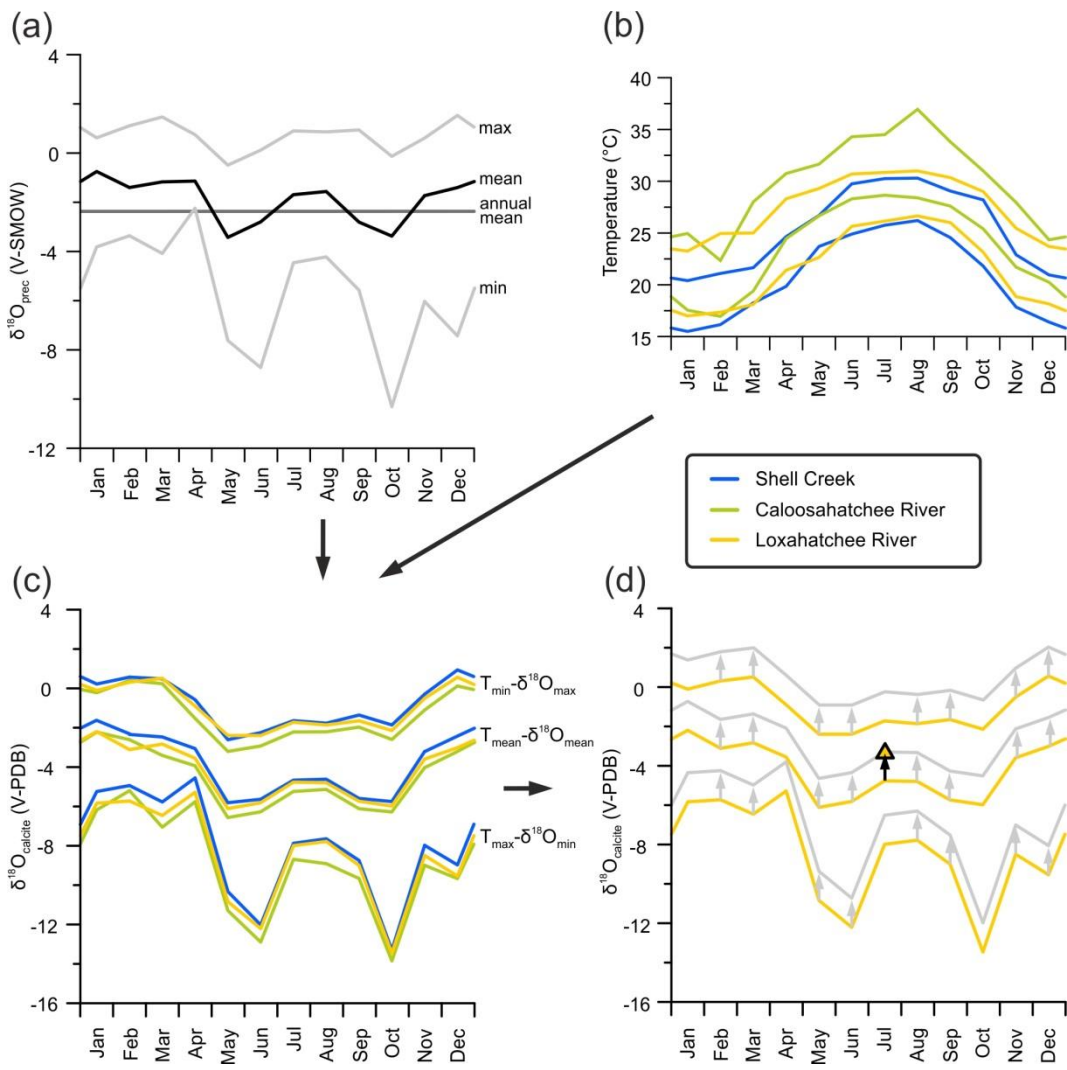 (a)
4
0
-4
-8
-12
δ¹⁸Oprec (V-SMOW)
max
mean
annual
mean
min
Jan Feb Mar Apr May Jun Jul Aug Sep Oct Nov Dec
(b)
40
35
30
25
20
15
Temperature (°C)
Jan Feb Mar Apr May Jun Jul Aug Sep Oct Nov Dec
Shell Creek
Caloosahatchee River
Loxahatchee River
(c)
4
0
-4
-8
-12
-16
δ¹⁸Ocalcite (V-PDB)
Tmin-δ¹⁸Omax
Tmean-δ¹⁸Omean
Tmax-δ¹⁸Omin
Jan Feb Mar Apr May Jun Jul Aug Sep Oct Nov Dec
(d)
4
0
-4
-8
-12
-16
δ¹⁸Ocalcite (V-PDB)
Jan Feb Mar Apr May Jun Jul Aug Sep Oct Nov Dec